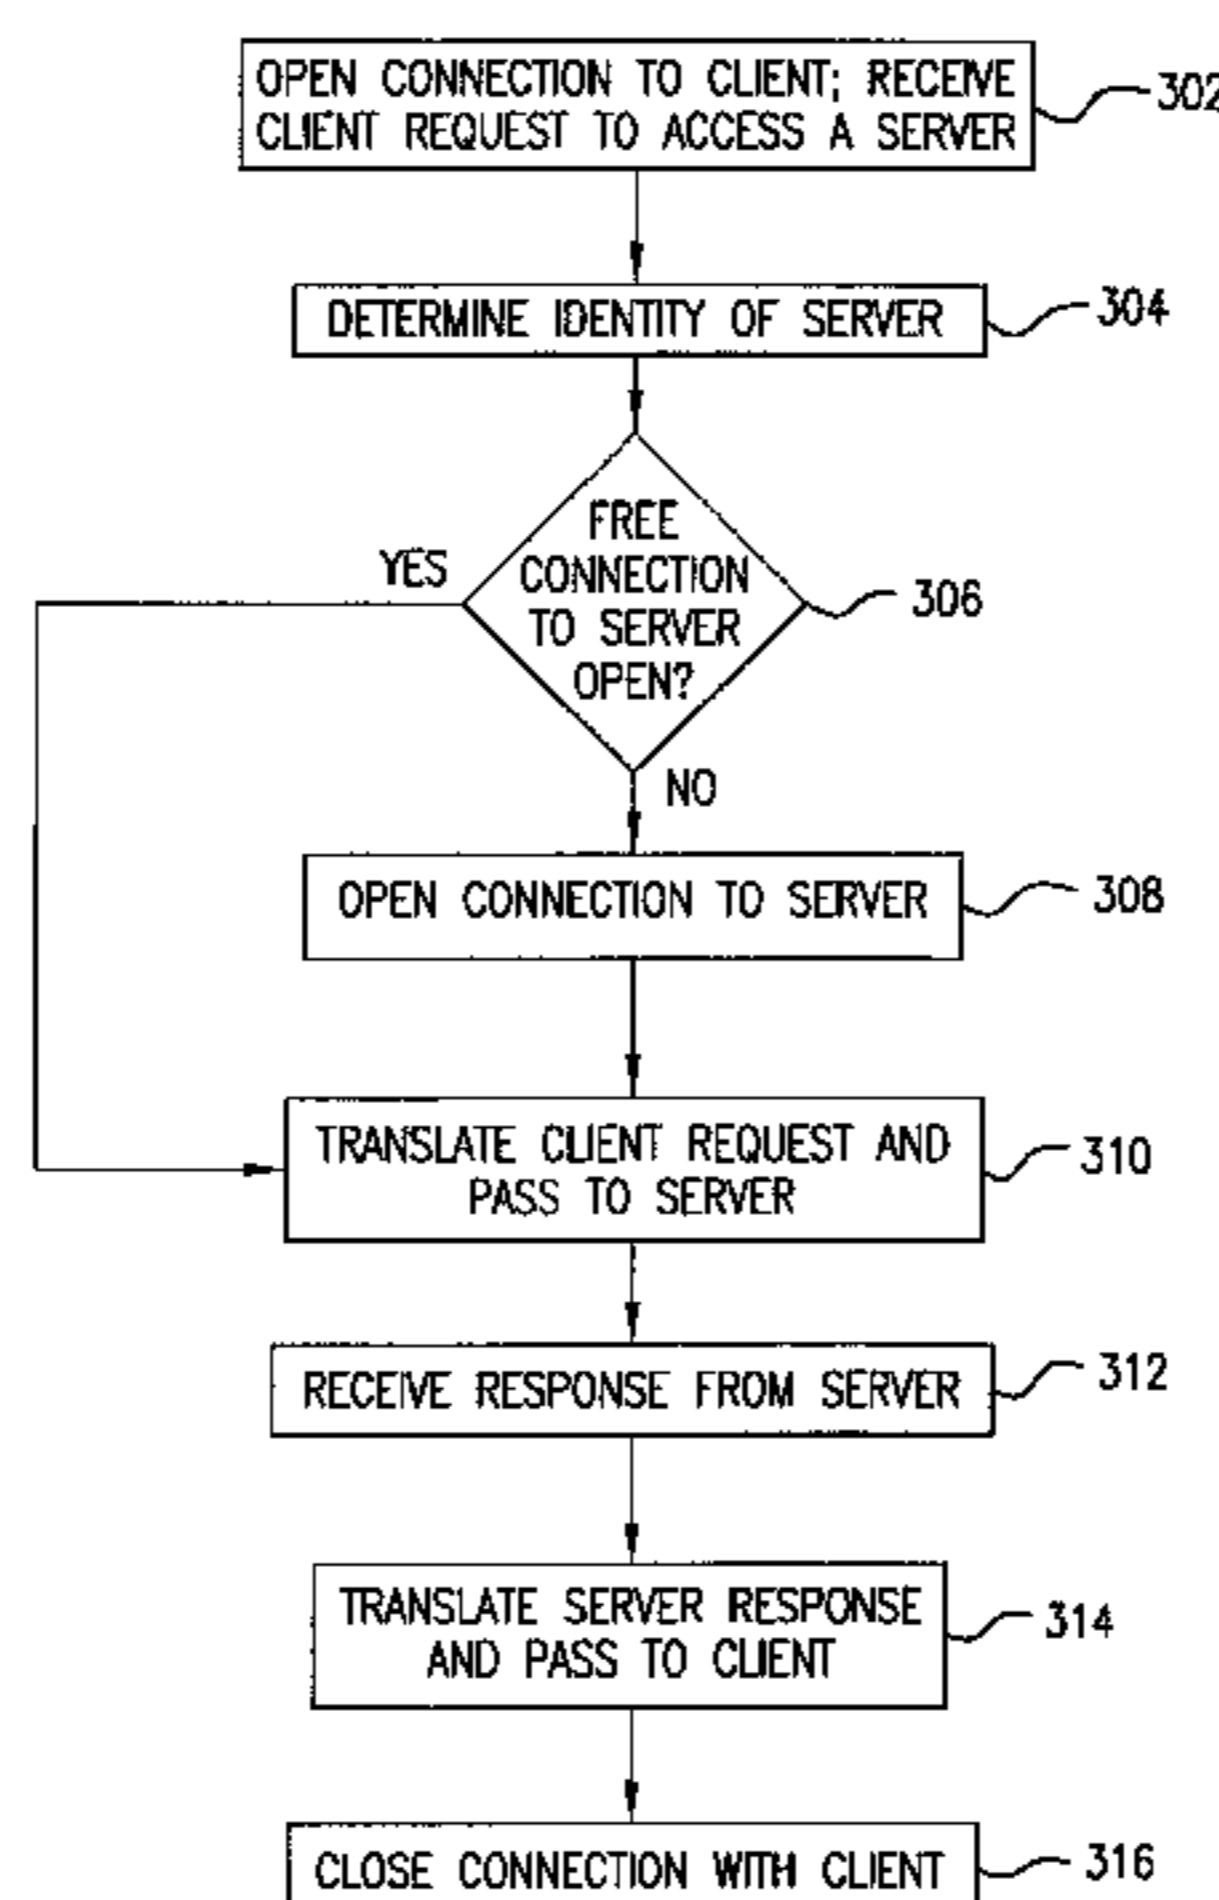 OPEN CONNECTION TO CLIENT; RECEIVE
CLIENT REQUEST TO ACCESS A SERVER
302
DETERMINE IDENTITY OF SERVER
304
FREE
CONNECTION
TO SERVER
OPEN?
YES
306
NO
OPEN CONNECTION TO SERVER
308
TRANSLATE CLIENT REQUEST AND
PASS TO SERVER
310
RECEIVE RESPONSE FROM SERVER
312
TRANSLATE SERVER RESPONSE
AND PASS TO CLIENT
314
CLOSE CONNECTION WITH CLIENT
316